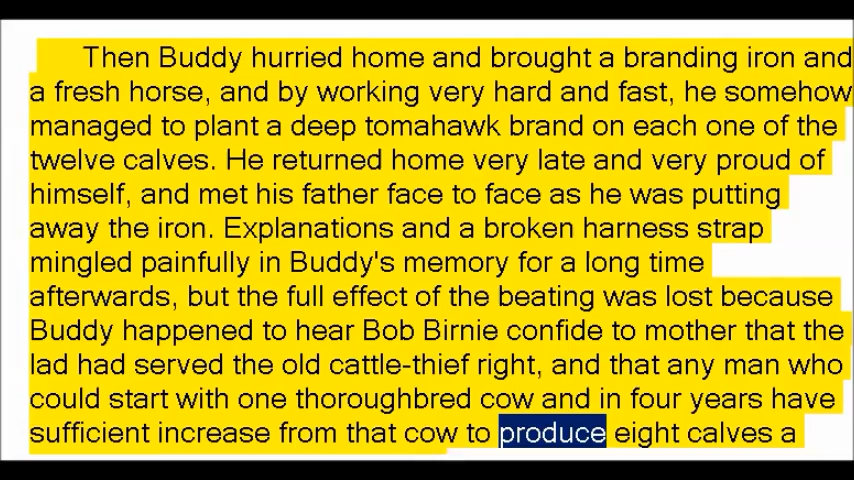 Then Buddy hurried home and brought a branding iron and
a fresh horse, and by working very hard and fast, he somehow
managed to plant a deep tomahawk brand on each one of the
twelve calves. He returned home very late and very proud of
himself, and met his father face to face as he was putting
away the iron. Explanations and a broken harness strap
mingled painfully in Buddy's memory for a long time
afterwards, but the full effect of the beating was lost because
Buddy happened to hear Bob Birnie confide to mother that the
lad had served the old cattle-thief right, and that any man who
could start with one thoroughbred cow and in four years have
sufficient increase from that cow to produce eight calves a